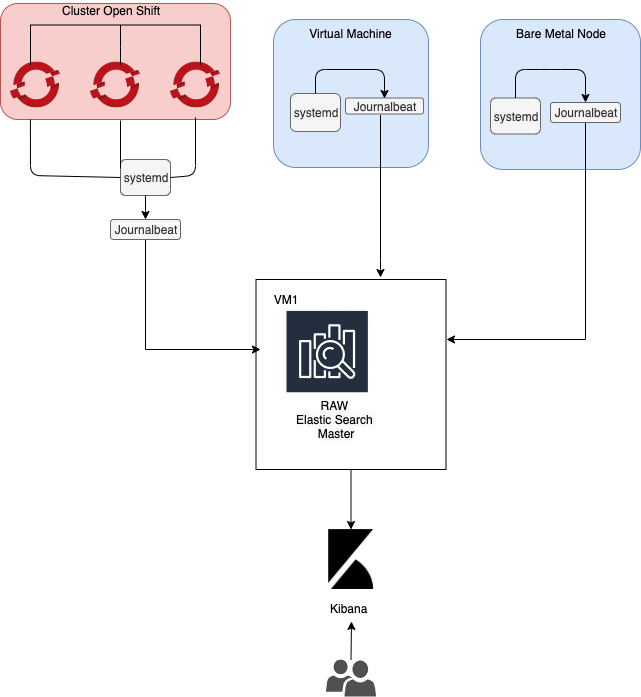 Cluster Open Shift
Virtual Machine
Bare Metal Node
systemd
Journalbeat
systemd
Journalbeat
systemd
Journalbeat
VM1
RAW
Elastic Search
Master
Kibana